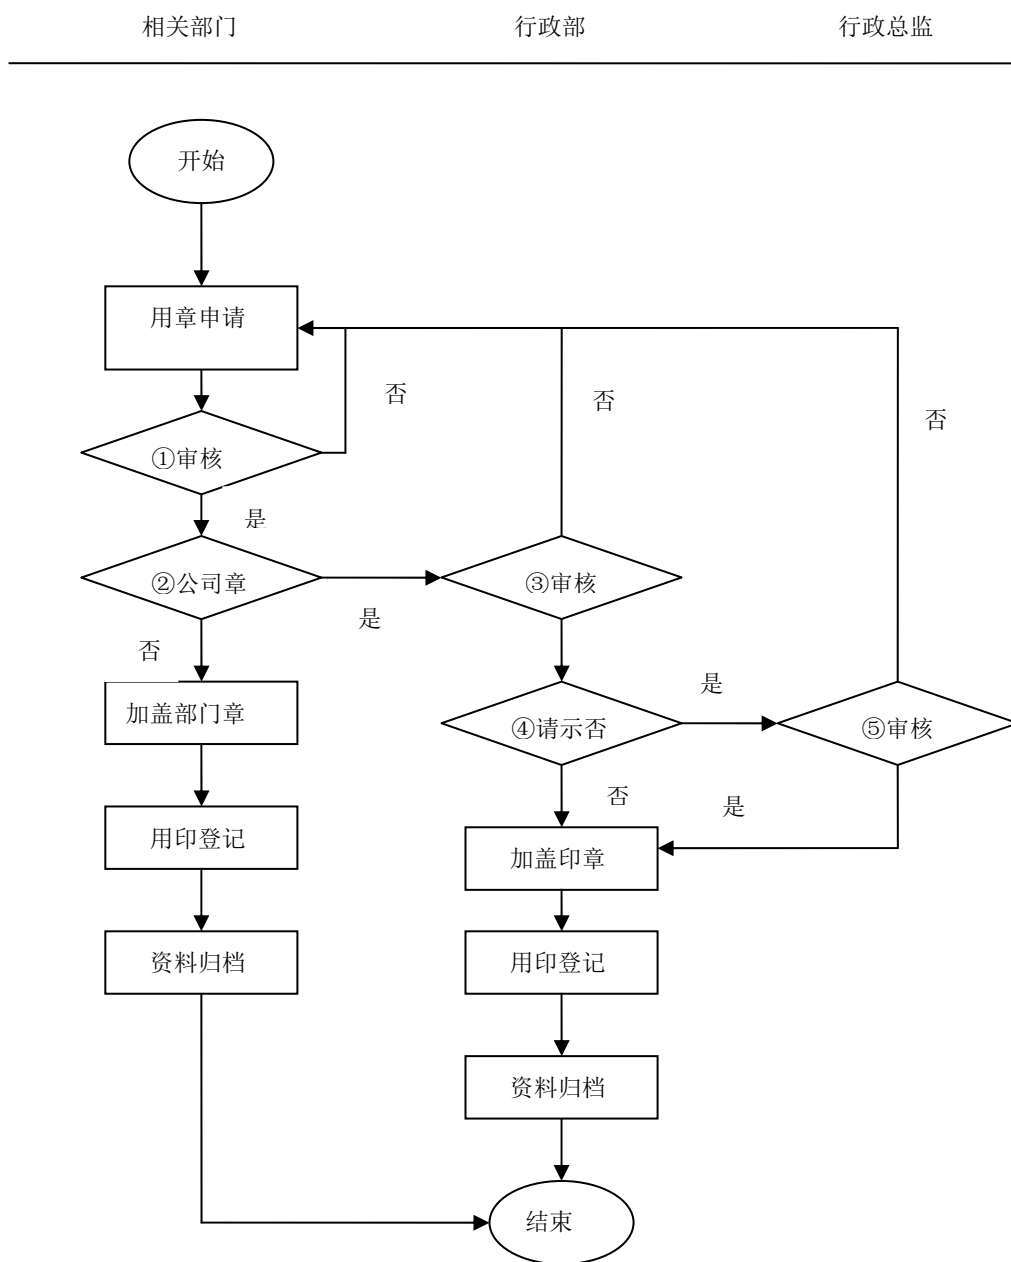 相关部门
行政部
行政总监
开始
用章申请
否
否
否
①审核
是
②公司章
③审核
是
否
是
加盖部门章
④请示否
⑤审核
否
是
用印登记
加盖印章
资料归档
用印登记
资料归档
结束